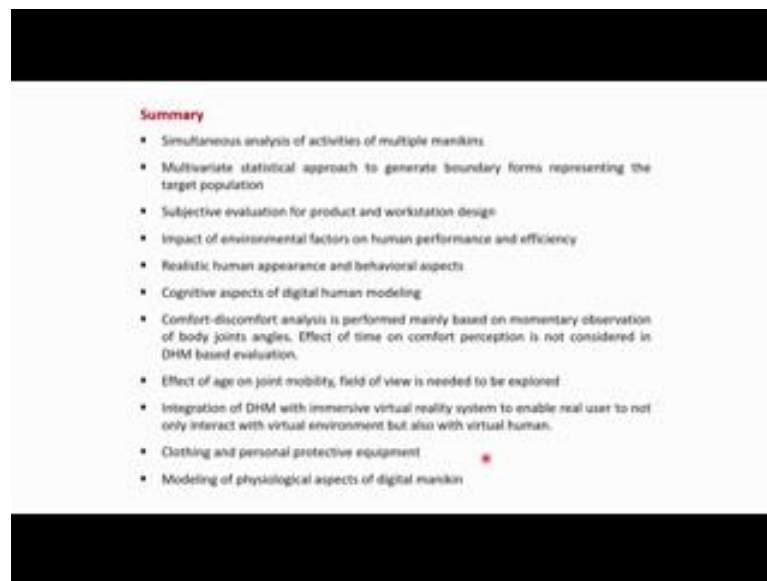 Summary
▪ Simultaneous analysis of activities of multiple manikins
▪ Multivariate statistical approach to generate boundary forms representing the
target population
▪ Subjective evaluation for product and workstation design
▪ Impact of environmental factors on human performance and efficiency
▪ Realistic human appearance and behavioral aspects
▪ Cognitive aspects of digital human modeling
▪ Comfort-discomfort analysis is performed mainly based on momentary observation
of body joints angles. Effect of time on comfort perception is not considered in
DHM based evaluation.
▪ Effect of age on joint mobility, field of view is needed to be explored
▪ Integration of DHM with immersive virtual reality system to enable real user to not
only interact with virtual environment but also with virtual human.
▪ Clothing and personal protective equipment
▪ Modeling of physiological aspects of digital manikin